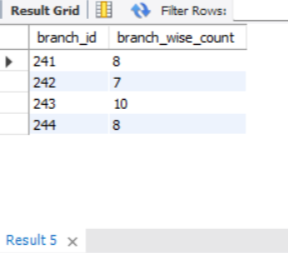 Result Grid Filter Rows:
branch_id branch_wise_count
241 8
242 7
243 10
244 8
Result 5 ×